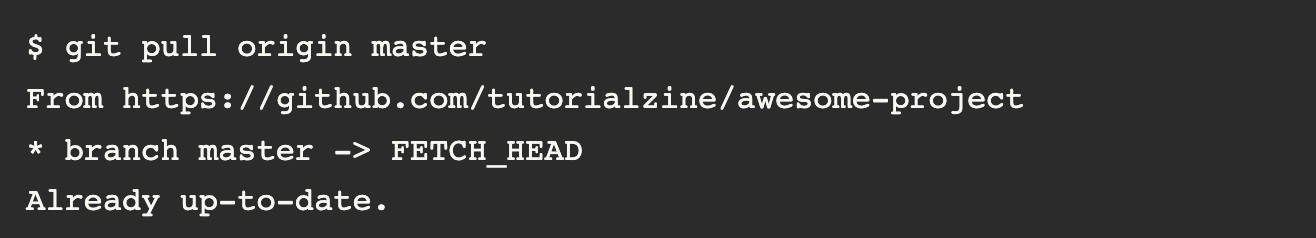 $ git pull origin master
From https://github.com/tutorialzine/awesome-project
* branch master -> FETCH_HEAD
Already up-to-date.